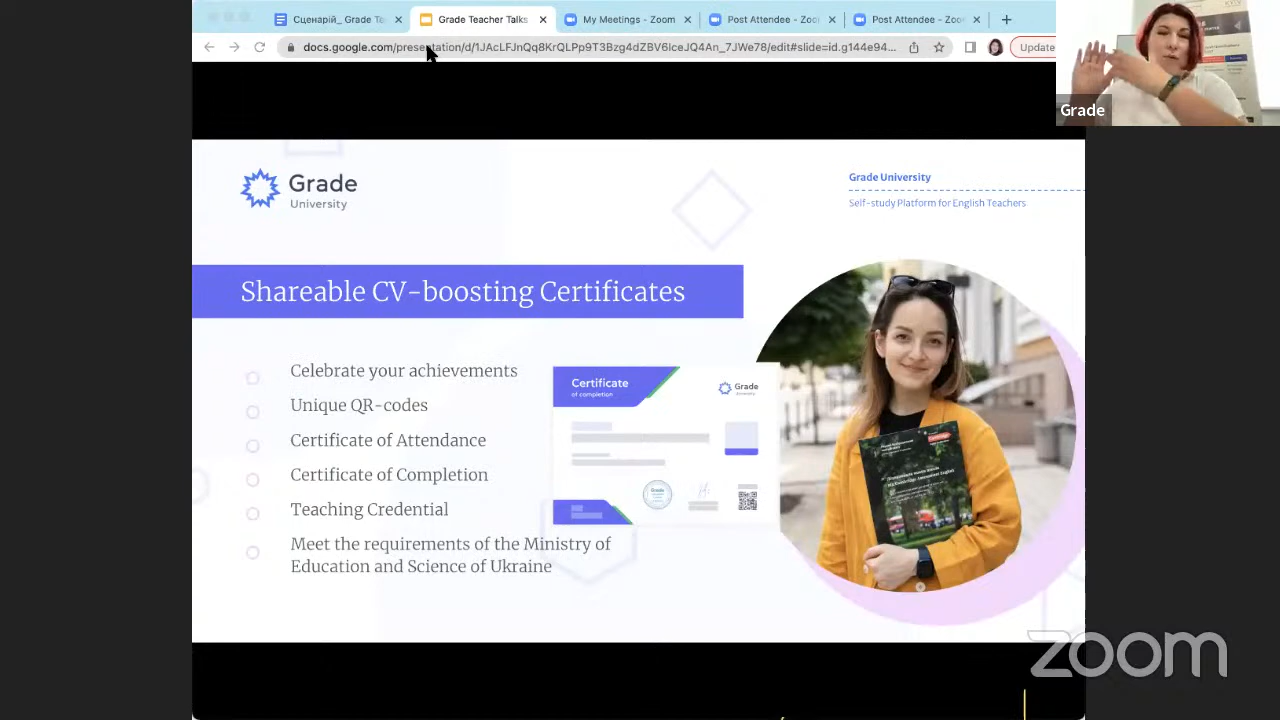 Сценарій_ Grade Te
Grade Teacher Talks
My Meetings - Zoom
Post Attendee - Zoo
Post Attendee - Zoo
docs.google.com/presentation/d/1JAcLFJnQq8KrQLPp9T3Bzg4dZBV6IceJQ4An_7JWe78/edit#slide=id.g144e94...
Update
Grade
Grade
University
Grade University
Self-study Platform for English Teachers
Shareable CV-boosting Certificates
Celebrate your achievements
Unique QR-codes
Certificate of Attendance
Certificate of Completion
Teaching Credential
Meet the requirements of the Ministry of
Education and Science of Ukraine
Certificate
of completion
Grade
University
zoom